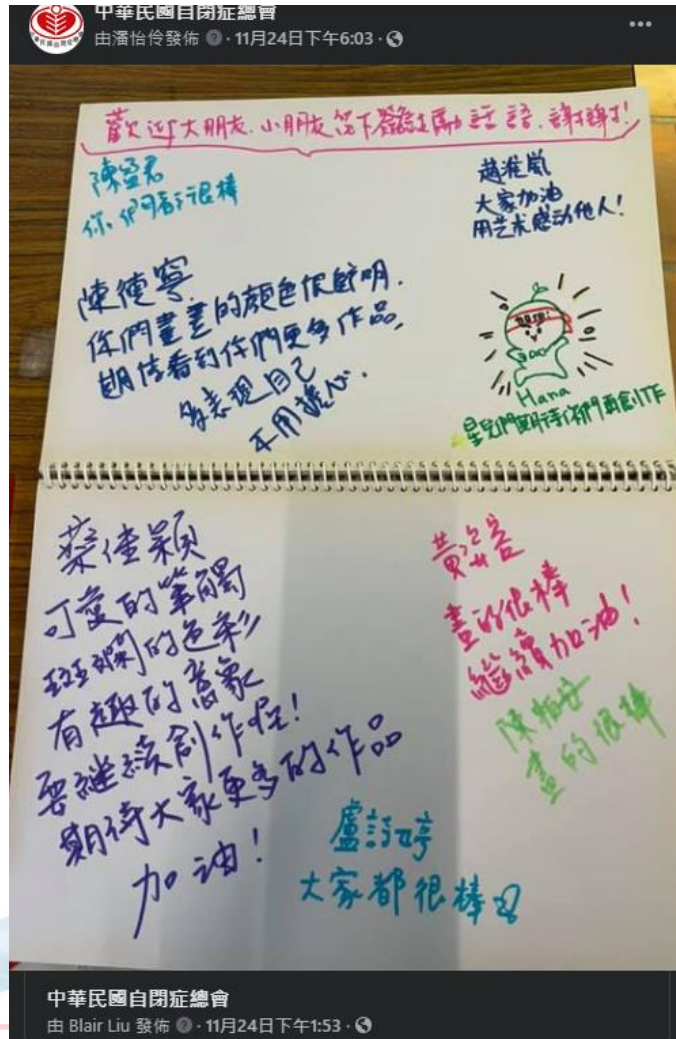 中華民國自閉症總會
由潘怡伶發佈 · 11月24日下午6:03 ·
歡迎大朋友.小朋友留下鼓勵話語.謝謝!
陳盈君
你們都很棒
大家加油
用艺术感动他人!
陳德寧
你們畫畫的顏色很鮮明.
期待看到你們更多作品,
多表現自己
不用擔心.
Hana
星兒們期待你們再創作
蔡佳穎
可愛的筆觸
斑斕的色彩
有趣的意象
要繼續創作喔!
期待大家更多的作品
加油!
畫的很棒
繼續加油!
畫的很棒
大家都很棒
中華民國自閉症總會
由 Blair Liu 發佈 · 11月24日下午1:53 ·